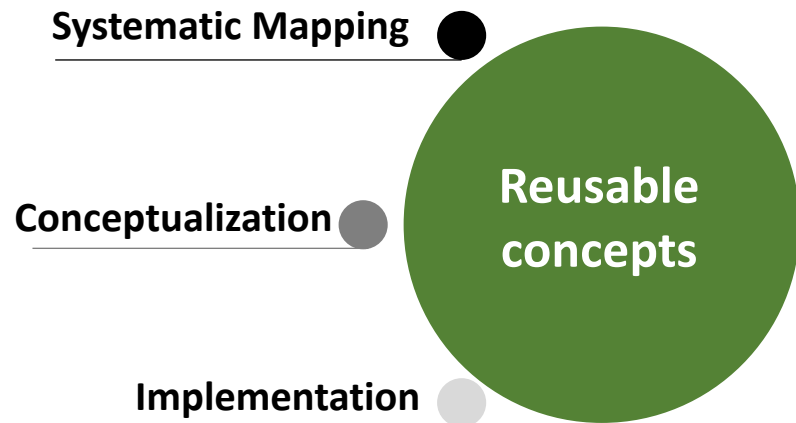 Systematic Mapping
Conceptualization
Implementation
Reusable
concepts